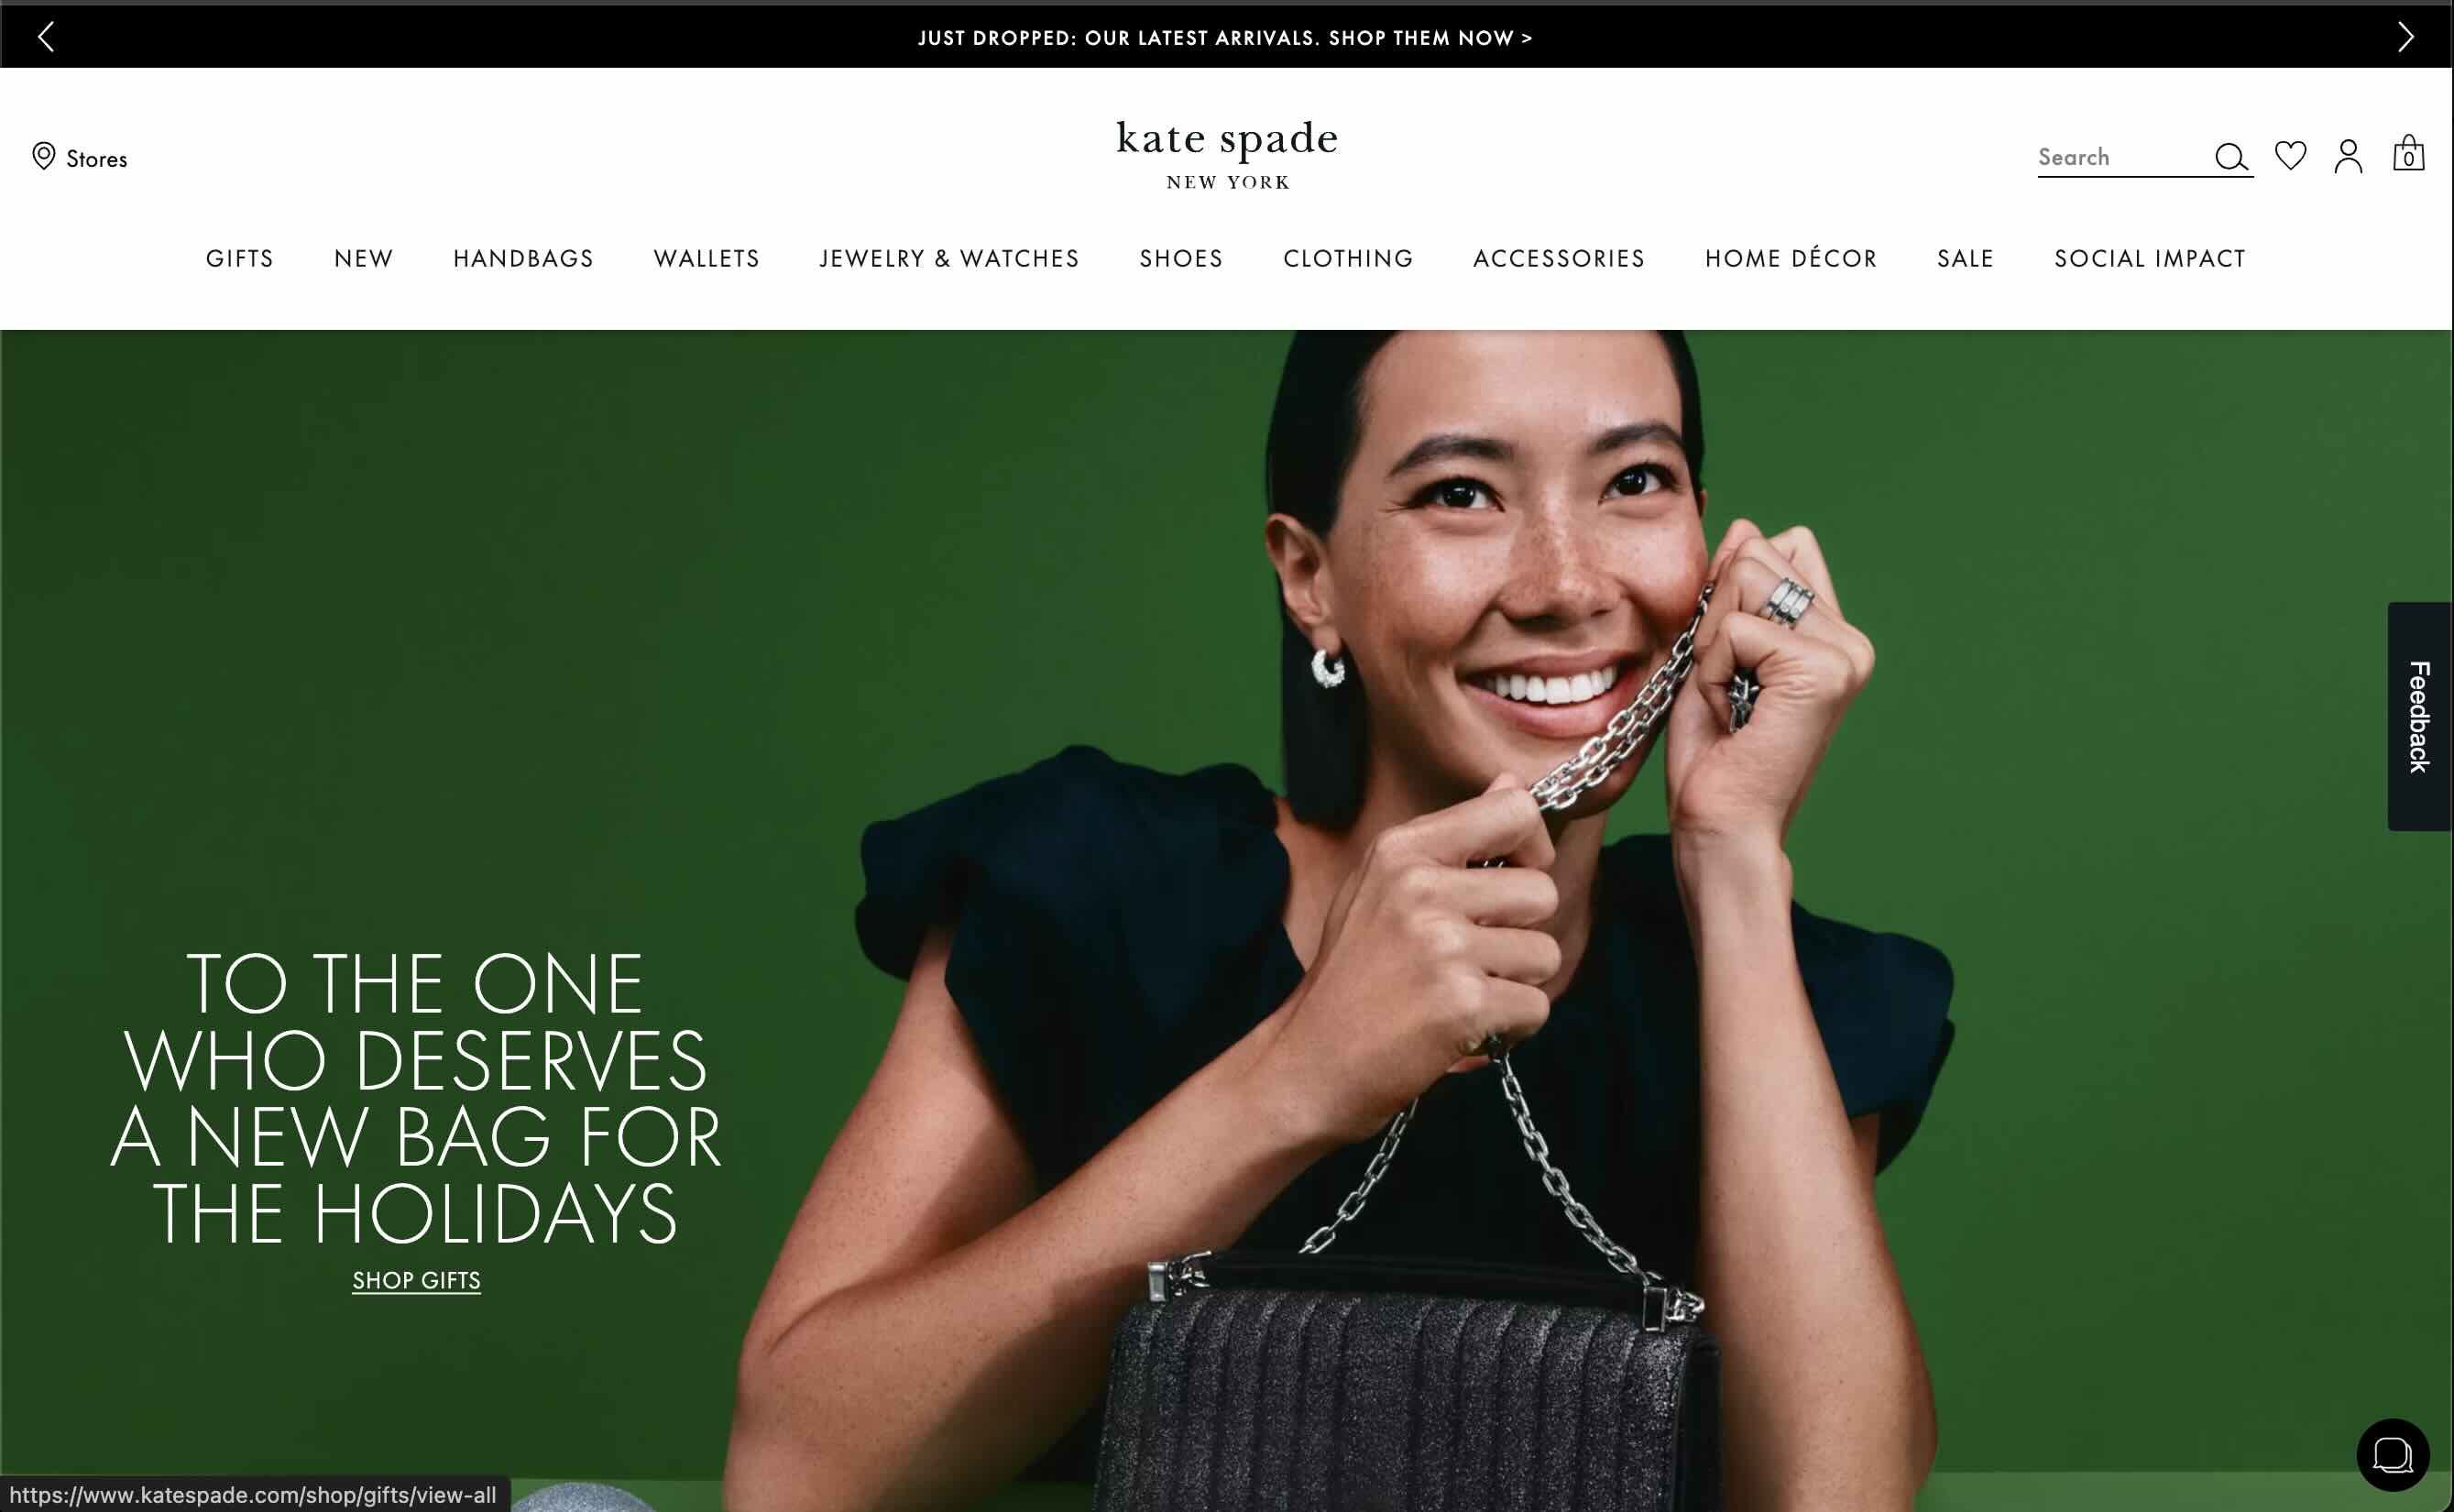 JUST DROPPED: OUR LATEST ARRIVALS. SHOP THEM NOW >
Stores
kate spade
NEW YORK
Search
0
GIFTS NEW HANDBAGS WALLETS JEWELRY & WATCHES SHOES CLOTHING ACCESSORIES HOME DÉCOR SALE SOCIAL IMPACT
Feedback
TO THE ONE
WHO DESERVES
A NEW BAG FOR
THE HOLIDAYS
SHOP GIFTS
https://www.katespade.com/shop/gifts/view-all